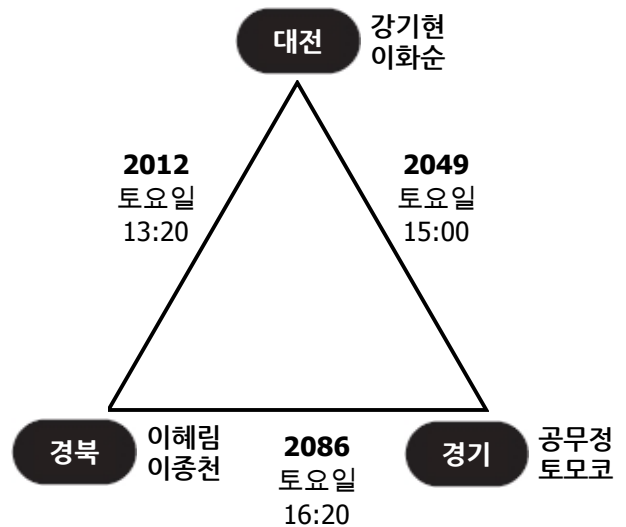 대전
강기현
이화순
2012
토요일
13:20
2049
토요일
15:00
경북
이혜림
이종천
2086
토요일
16:20
경기
공무정
토모코